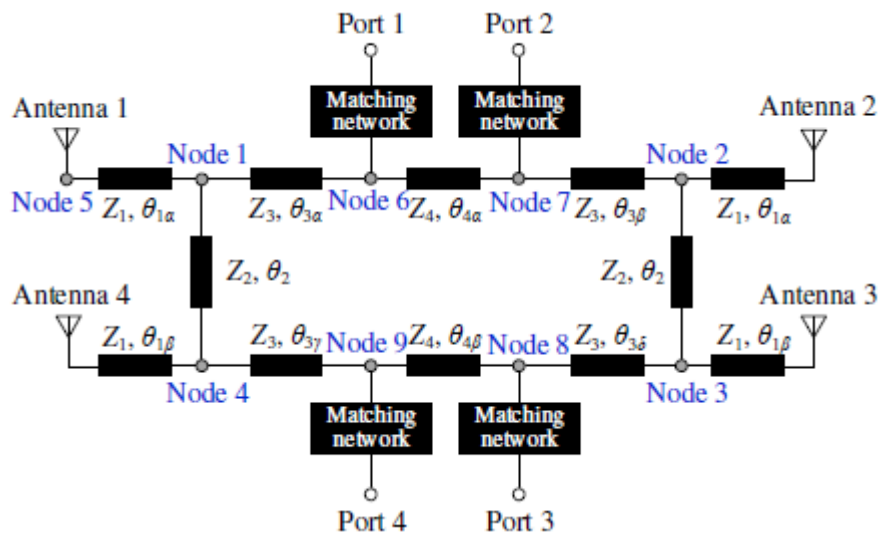 Port 1 Port 2
Matching network Matching network
Antenna 1 Antenna 2
Node 1 Node 2
Node 5 Node 6 Node 7
Z₁, θ₁α Z₃, θ₃α Z₄, θ₄α Z₃, θ₃β Z₁, θ₁α
Z₂, θ₂ Z₂, θ₂
Antenna 4 Antenna 3
Z₁, θ₁β Z₃, θ₃γ Node 9 Z₄, θ₄β Node 8 Z₃, θ₃δ Z₁, θ₁β
Node 4 Node 3
Matching network Matching network
Port 4 Port 3